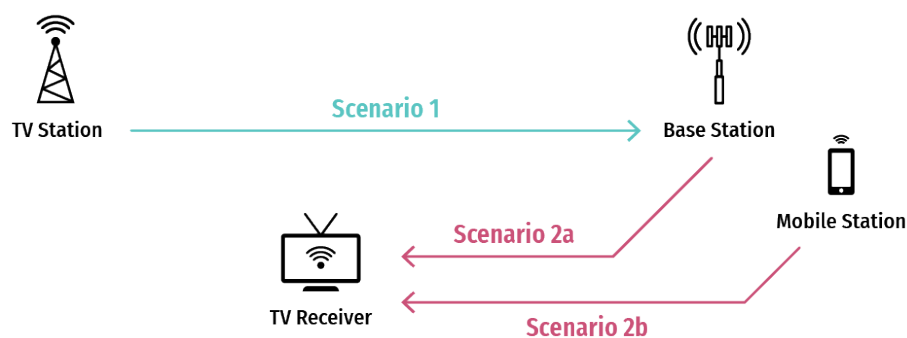 Scenario 1
TV Station
Base Station
Mobile Station
Scenario 2a
TV Receiver
Scenario 2b